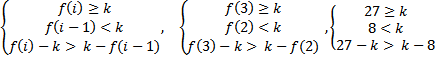 f(i) ≥ k
f(i − 1) < k
f(i) − k > k − f(i − 1)
,
f(3) ≥ k
f(2) < k
f(3) − k > k − f(2)
,
27 ≥ k
8 < k
27 − k > k − 8